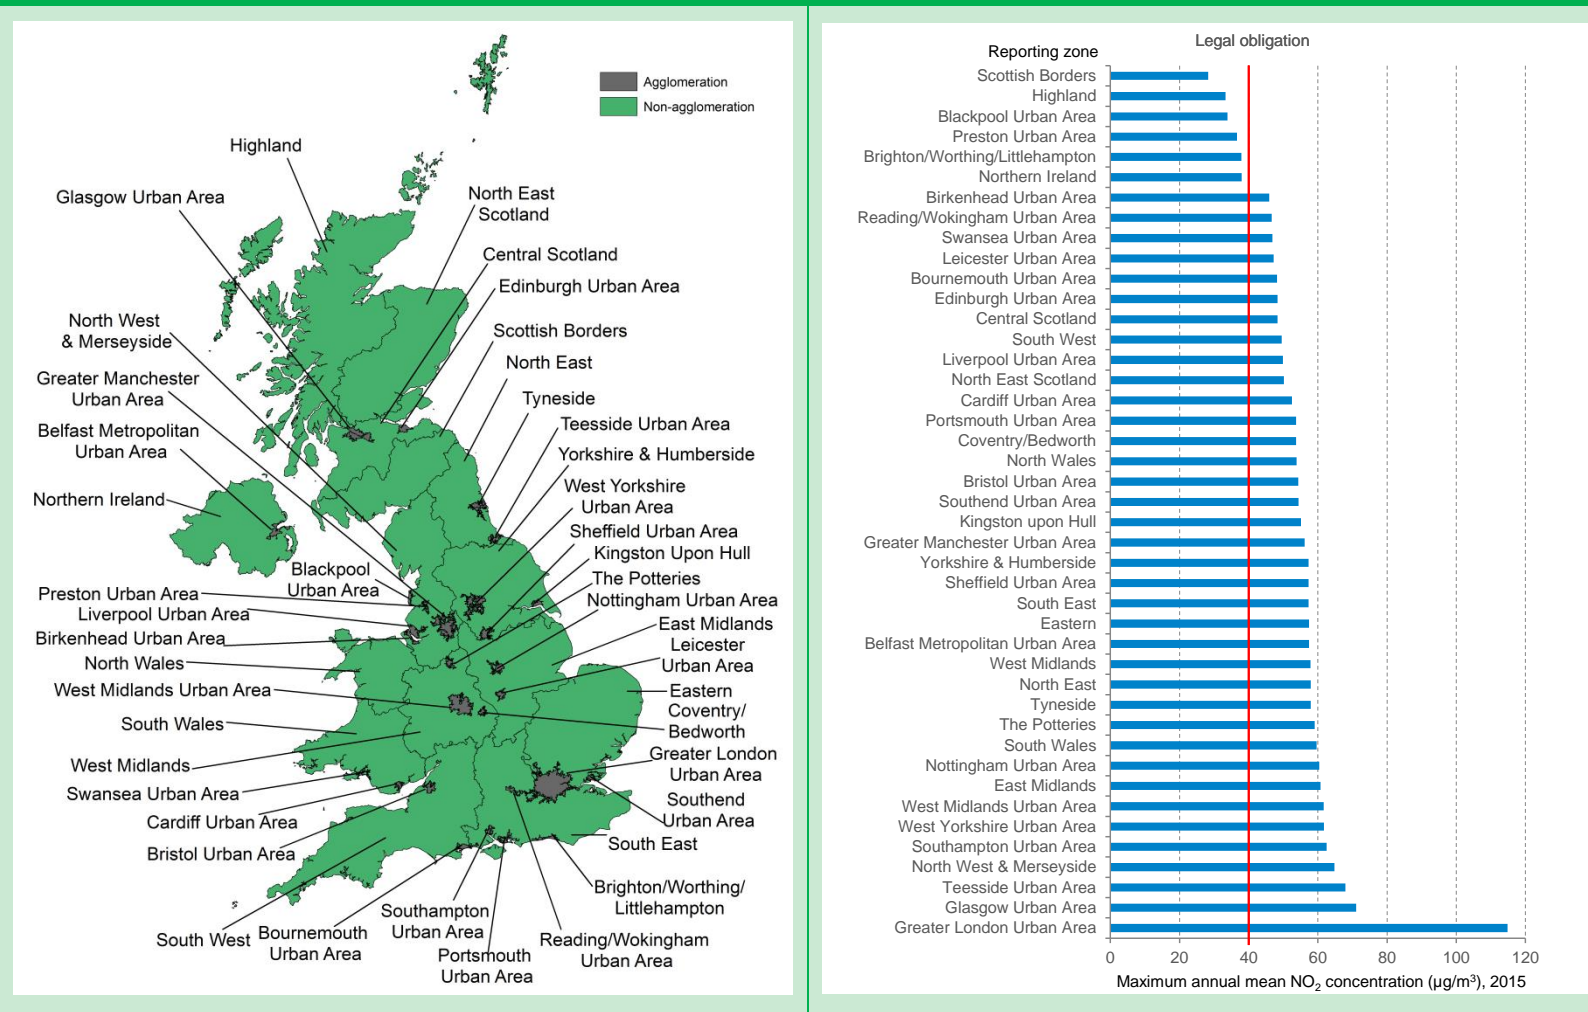 Agglomeration
Non-agglomeration
Highland
Glasgow Urban Area
North East
Scotland
Central Scotland
Edinburgh Urban Area
North West
& Merseyside
Scottish Borders
North East
Greater Manchester
Urban Area
Tyneside
Belfast Metropolitan
Urban Area
Teesside Urban Area
Yorkshire & Humberside
Northern Ireland
West Yorkshire
Urban Area
Sheffield Urban Area
Kingston Upon Hull
Blackpool
Urban Area
The Potteries
Preston Urban Area
Nottingham Urban Area
Liverpool Urban Area
East Midlands
Birkenhead Urban Area
Leicester
Urban Area
North Wales
West Midlands Urban Area
Eastern
South Wales
Coventry/
Bedworth
West Midlands
Greater London
Urban Area
Swansea Urban Area
Southend
Urban Area
Cardiff Urban Area
South East
Bristol Urban Area
Brighton/Worthing/
Littlehampton
Southampton
Urban Area
South West
Bournemouth
Urban Area
Reading/Wokingham
Urban Area
Portsmouth
Urban Area
Legal obligation
Reporting zone
Scottish Borders
Highland
Blackpool Urban Area
Preston Urban Area
Brighton/Worthing/Littlehampton
Northern Ireland
Birkenhead Urban Area
Reading/Wokingham Urban Area
Swansea Urban Area
Leicester Urban Area
Bournemouth Urban Area
Edinburgh Urban Area
Central Scotland
South West
Liverpool Urban Area
North East Scotland
Cardiff Urban Area
Portsmouth Urban Area
Coventry/Bedworth
North Wales
Bristol Urban Area
Southend Urban Area
Kingston upon Hull
Greater Manchester Urban Area
Yorkshire & Humberside
Sheffield Urban Area
South East
Eastern
Belfast Metropolitan Urban Area
West Midlands
North East
Tyneside
The Potteries
South Wales
Nottingham Urban Area
East Midlands
West Midlands Urban Area
West Yorkshire Urban Area
Southampton Urban Area
North West & Merseyside
Teesside Urban Area
Glasgow Urban Area
Greater London Urban Area
0 20 40 60 80 100 120
Maximum annual mean NO₂ concentration (µg/m³), 2015